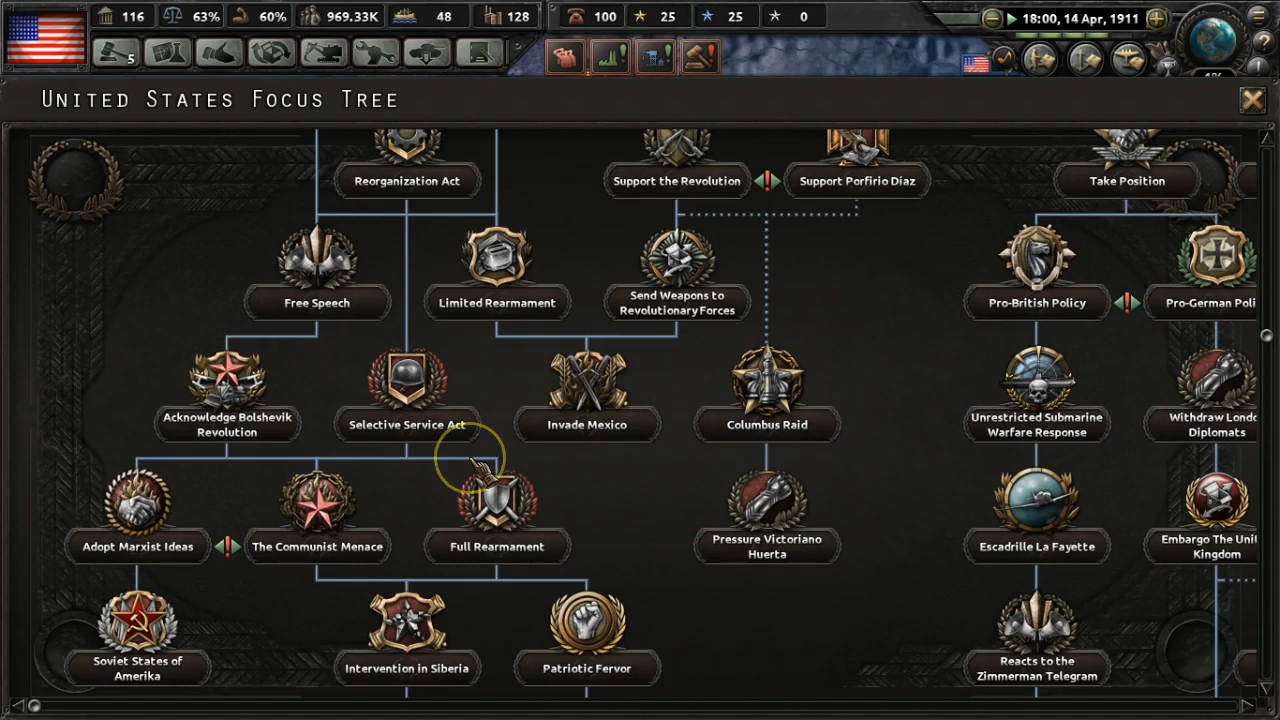 116 63% 60% 969.33K 48 128 100 25 25 0 18:00, 14 Apr, 1911
5
United States Focus Tree
Reorganization Act
Support the Revolution
Support Porfirio Díaz
Take Position
Free Speech
Limited Rearmament
Send Weapons to
Revolutionary Forces
Pro-British Policy
Pro-German Poli
Acknowledge Bolshevik
Revolution
Selective Service Act
Invade Mexico
Columbus Raid
Unrestricted Submarine
Warfare Response
Withdraw Londo
Diplomats
Adopt Marxist Ideas
The Communist Menace
Full Rearmament
Pressure Victoriano
Huerta
Escadrille La Fayette
Embargo The Unit
Kingdom
Soviet States of
Amerika
Intervention in Siberia
Patriotic Fervor
Reacts to the
Zimmerman Telegram